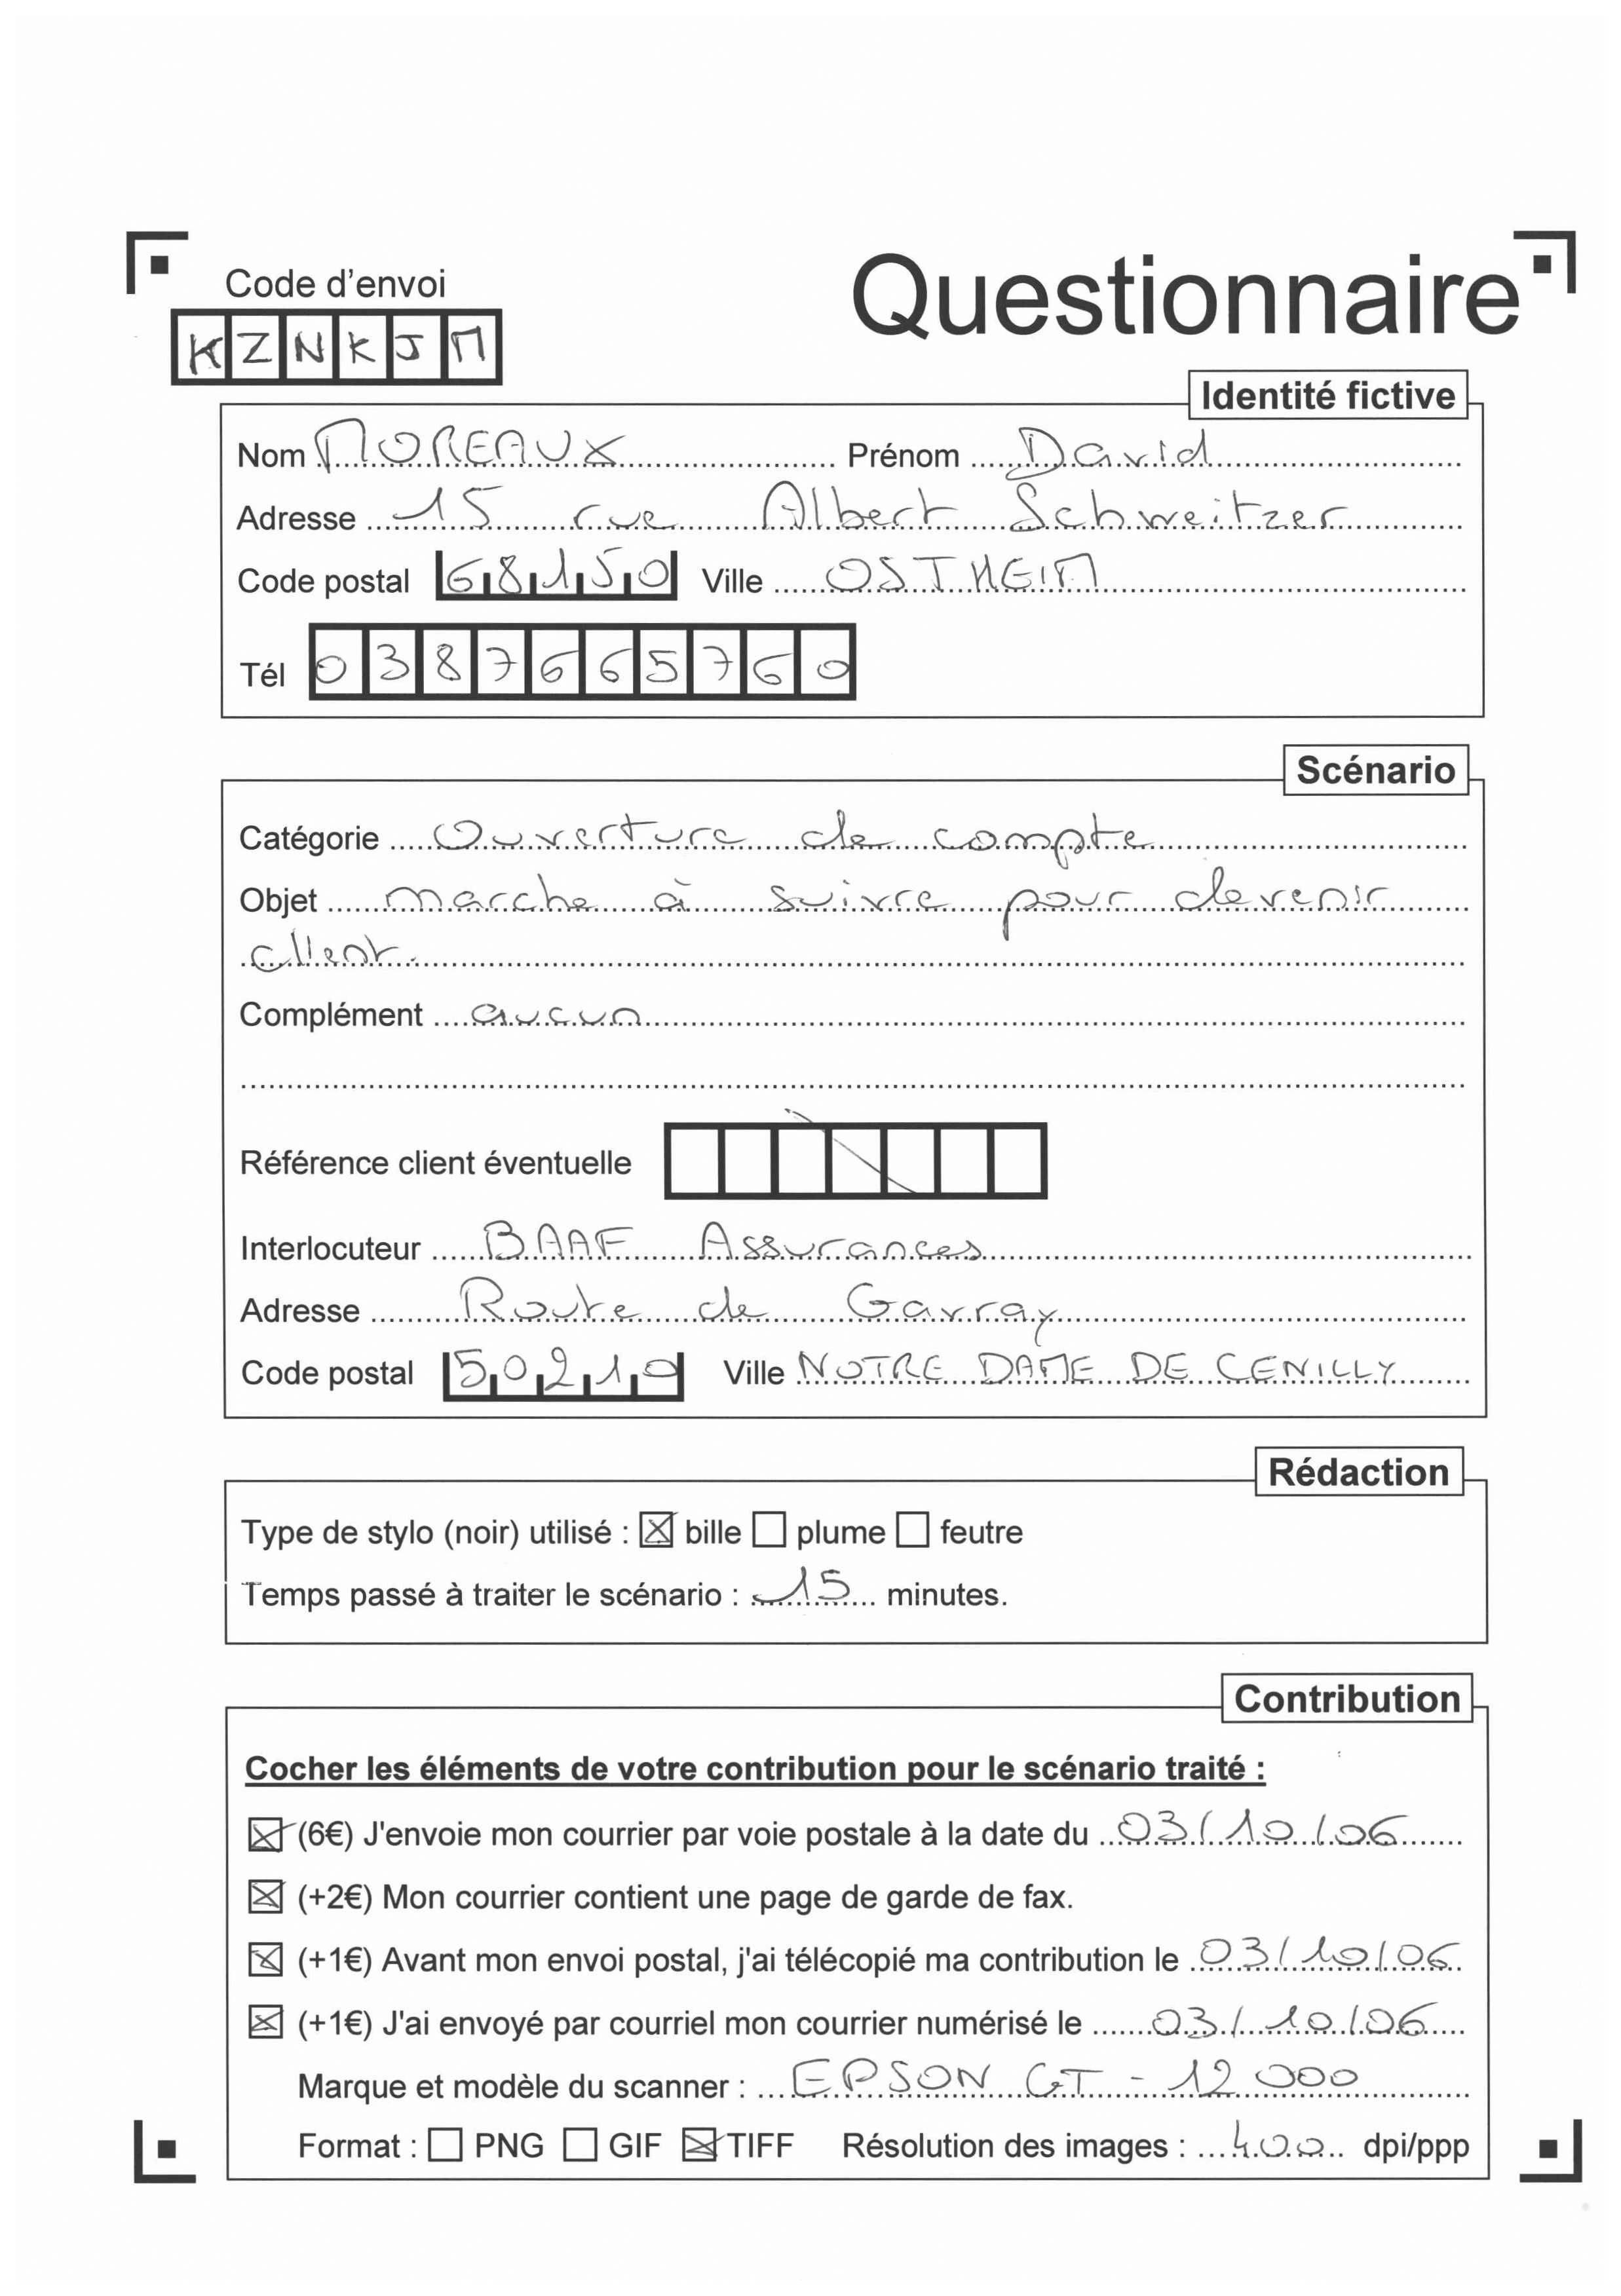 Code d'envoi
Questionnaire
KZNKJM
Identité fictive
Nom MOREAUX Prénom David
Adresse 15 rue Albert Schweitzer
Code postal 68150 Ville OSTHEIM
Tél 0387665760
Scénario
Catégorie Ouverture de compte
Objet marche à suivre pour devenir
client.
Complément aucun
Référence client éventuelle
Interlocuteur BAAF Assurances
Adresse Route de Gavray
Code postal 50210 Ville NOTRE DAME DE CENILLY
Rédaction
Type de stylo (noir) utilisé : ☒ bille ☐ plume ☐ feutre
Temps passé à traiter le scénario : 15 minutes.
Contribution
Cocher les éléments de votre contribution pour le scénario traité :
☒ (6€) J'envoie mon courrier par voie postale à la date du 03/10/06
☒ (+2€) Mon courrier contient une page de garde de fax.
☒ (+1€) Avant mon envoi postal, j'ai télécopié ma contribution le 03/10/06
☒ (+1€) J'ai envoyé par courriel mon courrier numérisé le 03/10/06
Marque et modèle du scanner : EPSON GT - 12 000
Format : ☐ PNG ☐ GIF ☒ TIFF Résolution des images : 400 dpi/ppp